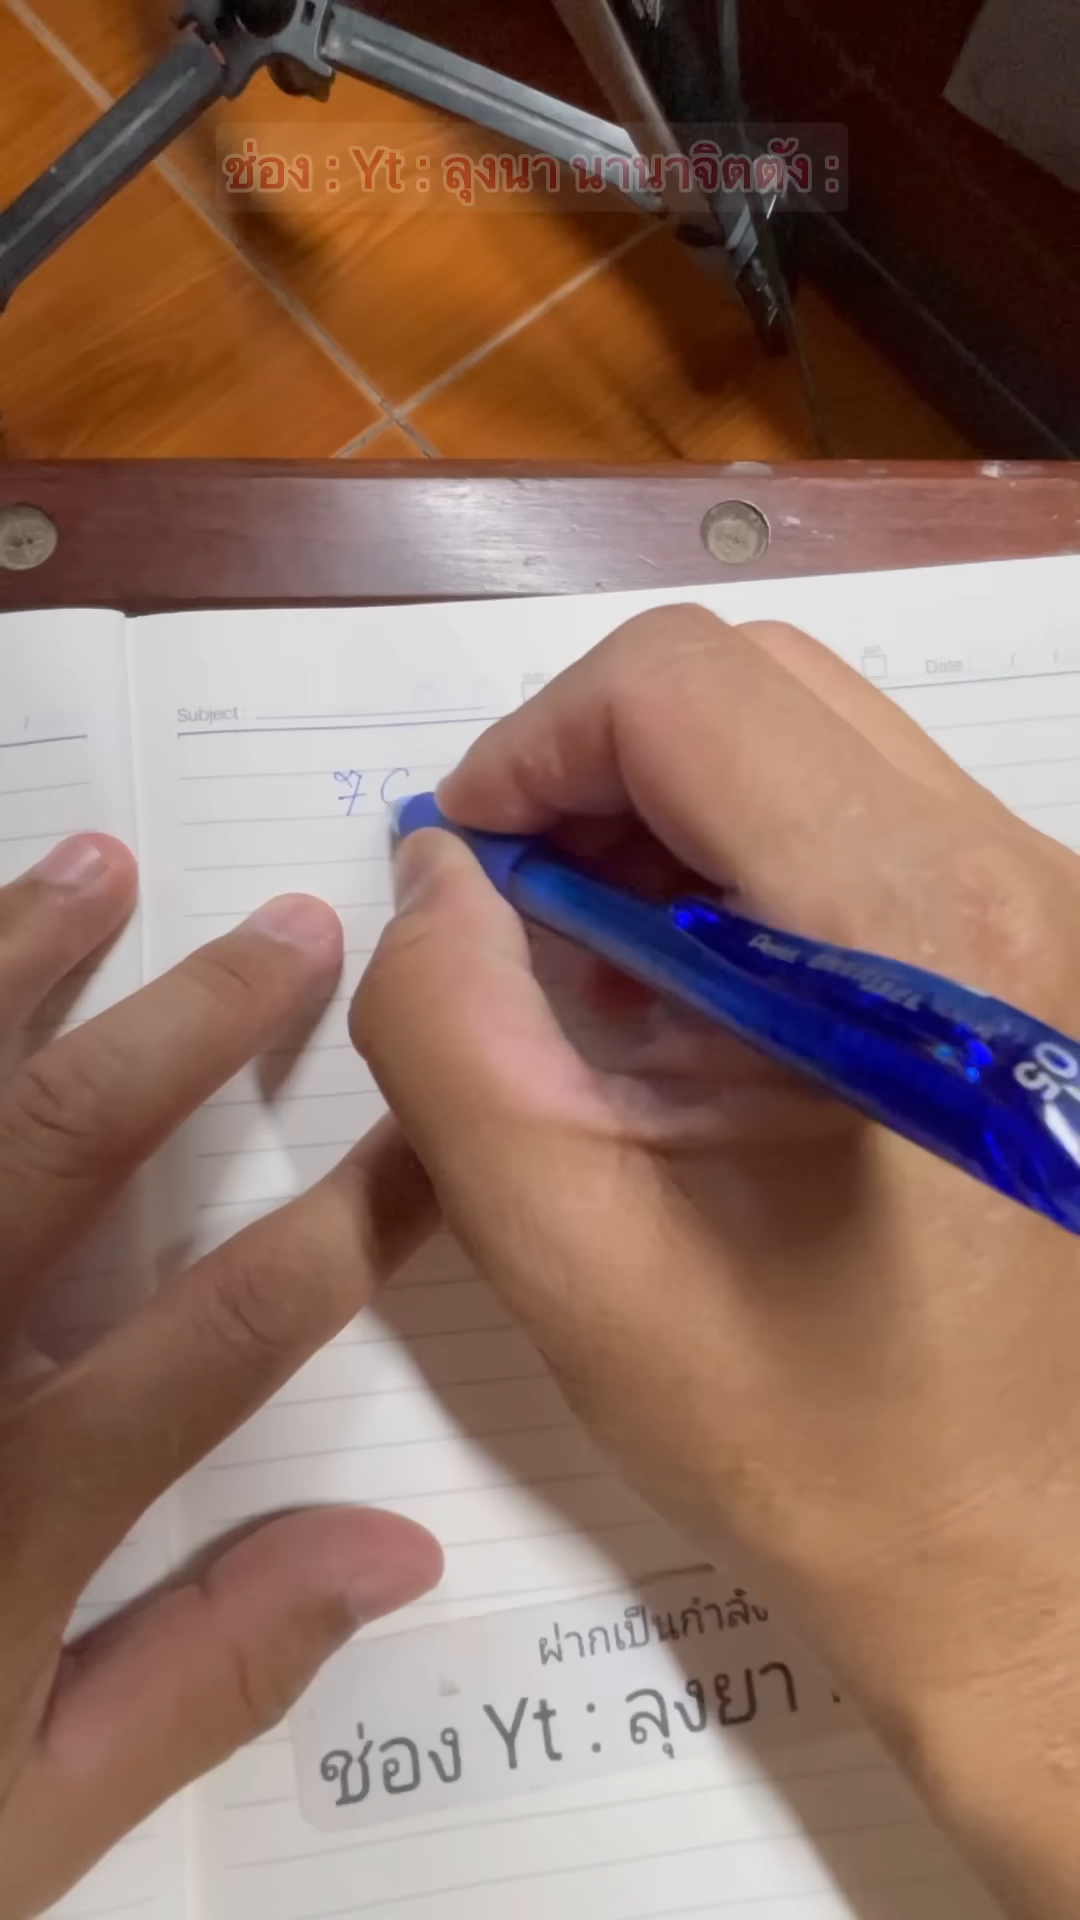 ช่อง : Yt : ลุงนา นานาจิตตัง :
Subject :
Date : / /
/
7 C
Pentel ENERGEL
05
ฝากเป็นกำลัง
ช่อง Yt : ลุงยา :